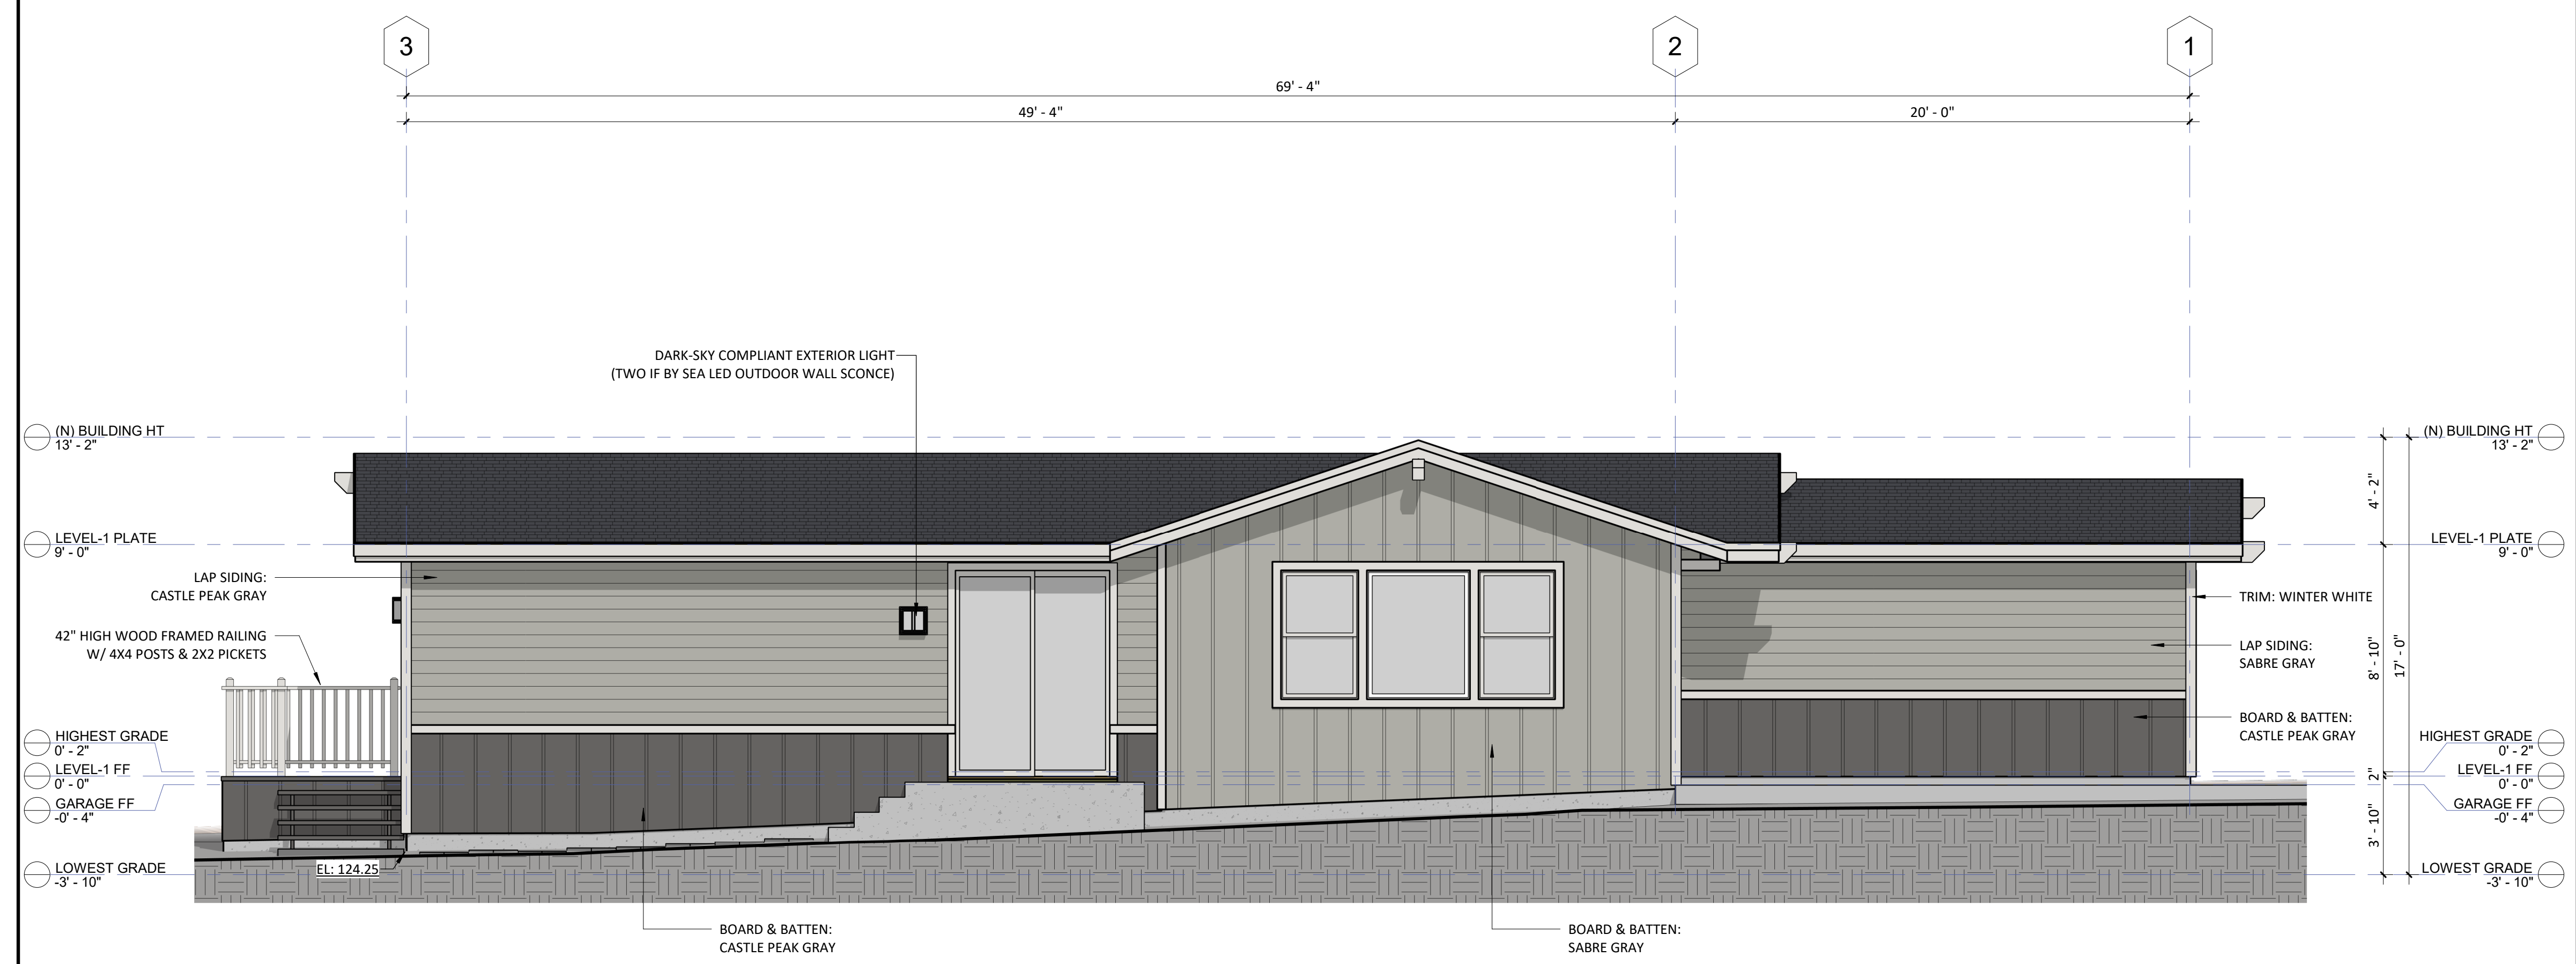 3
2
1
69' - 4"
49' - 4"
20' - 0"
DARK-SKY COMPLIANT EXTERIOR LIGHT
(TWO IF BY SEA LED OUTDOOR WALL SCONCE)
(N) BUILDING HT
13' - 2"
LEVEL-1 PLATE
9' - 0"
LAP SIDING:
CASTLE PEAK GRAY
42" HIGH WOOD FRAMED RAILING
W/ 4X4 POSTS & 2X2 PICKETS
HIGHEST GRADE
0' - 2"
LEVEL-1 FF
0' - 0"
GARAGE FF
-0' - 4"
LOWEST GRADE
-3' - 10"
EL: 124.25
BOARD & BATTEN:
CASTLE PEAK GRAY
BOARD & BATTEN:
SABRE GRAY
TRIM: WINTER WHITE
LAP SIDING:
SABRE GRAY
BOARD & BATTEN:
CASTLE PEAK GRAY
4' - 2"
8' - 10"
2"
3' - 10"
17' - 0"
(N) BUILDING HT
13' - 2"
LEVEL-1 PLATE
9' - 0"
HIGHEST GRADE
0' - 2"
LEVEL-1 FF
0' - 0"
GARAGE FF
-0' - 4"
LOWEST GRADE
-3' - 10"